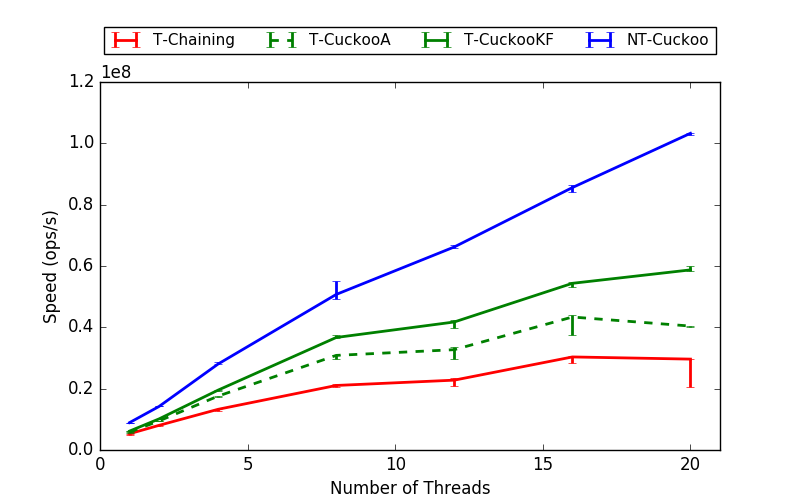 T-Chaining T-CuckooA T-CuckooKF NT-Cuckoo
1e8
1.2
1.0
0.8
0.6
0.4
0.2
0.0
Speed (ops/s)
0 5 10 15 20
Number of Threads